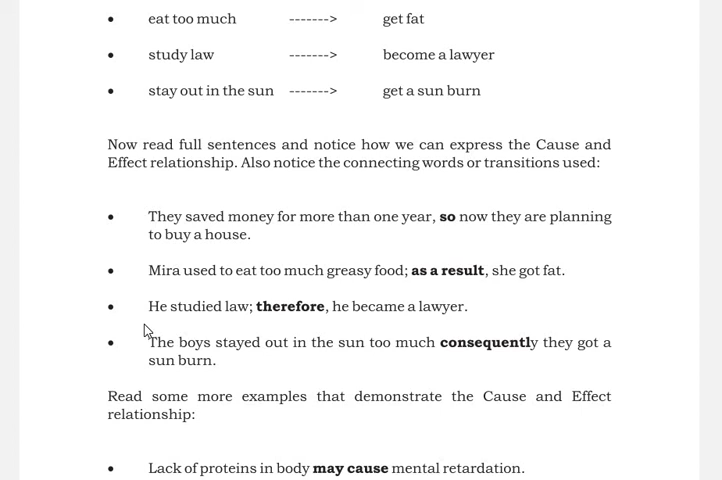 • eat too much -------> get fat
• study law -------> become a lawyer
• stay out in the sun -------> get a sun burn
Now read full sentences and notice how we can express the Cause and
Effect relationship. Also notice the connecting words or transitions used:
• They saved money for more than one year, so now they are planning
to buy a house.
• Mira used to eat too much greasy food; as a result, she got fat.
• He studied law; therefore, he became a lawyer.
• The boys stayed out in the sun too much consequently they got a
sun burn.
Read some more examples that demonstrate the Cause and Effect
relationship:
• Lack of proteins in body may cause mental retardation.